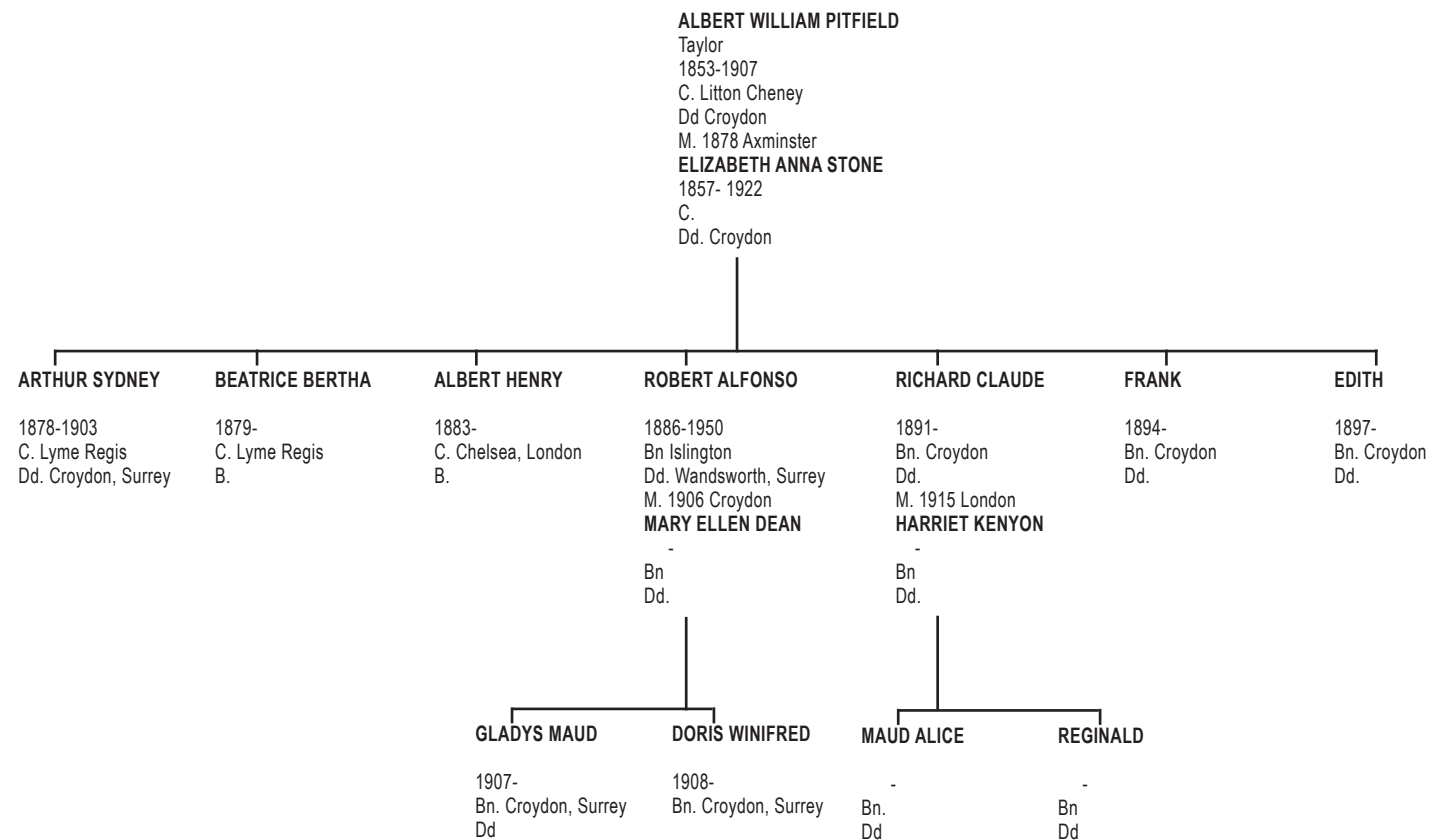 ALBERT WILLIAM PITFIELD
Taylor
1853-1907
C. Litton Cheney
Dd Croydon
M. 1878 Axminster
ELIZABETH ANNA STONE
1857- 1922
C.
Dd. Croydon
ARTHUR SYDNEY
1878-1903
C. Lyme Regis
Dd. Croydon, Surrey
BEATRICE BERTHA
1879-
C. Lyme Regis
B.
ALBERT HENRY
1883-
C. Chelsea, London
B.
ROBERT ALFONSO
1886-1950
Bn Islington
Dd. Wandsworth, Surrey
M. 1906 Croydon
MARY ELLEN DEAN
-
Bn
Dd.
RICHARD CLAUDE
1891-
Bn. Croydon
Dd.
M. 1915 London
HARRIET KENYON
-
Bn
Dd.
FRANK
1894-
Bn. Croydon
Dd.
EDITH
1897-
Bn. Croydon
Dd.
GLADYS MAUD
1907-
Bn. Croydon, Surrey
Dd
DORIS WINIFRED
1908-
Bn. Croydon, Surrey
MAUD ALICE
-
Bn.
Dd
REGINALD
-
Bn
Dd